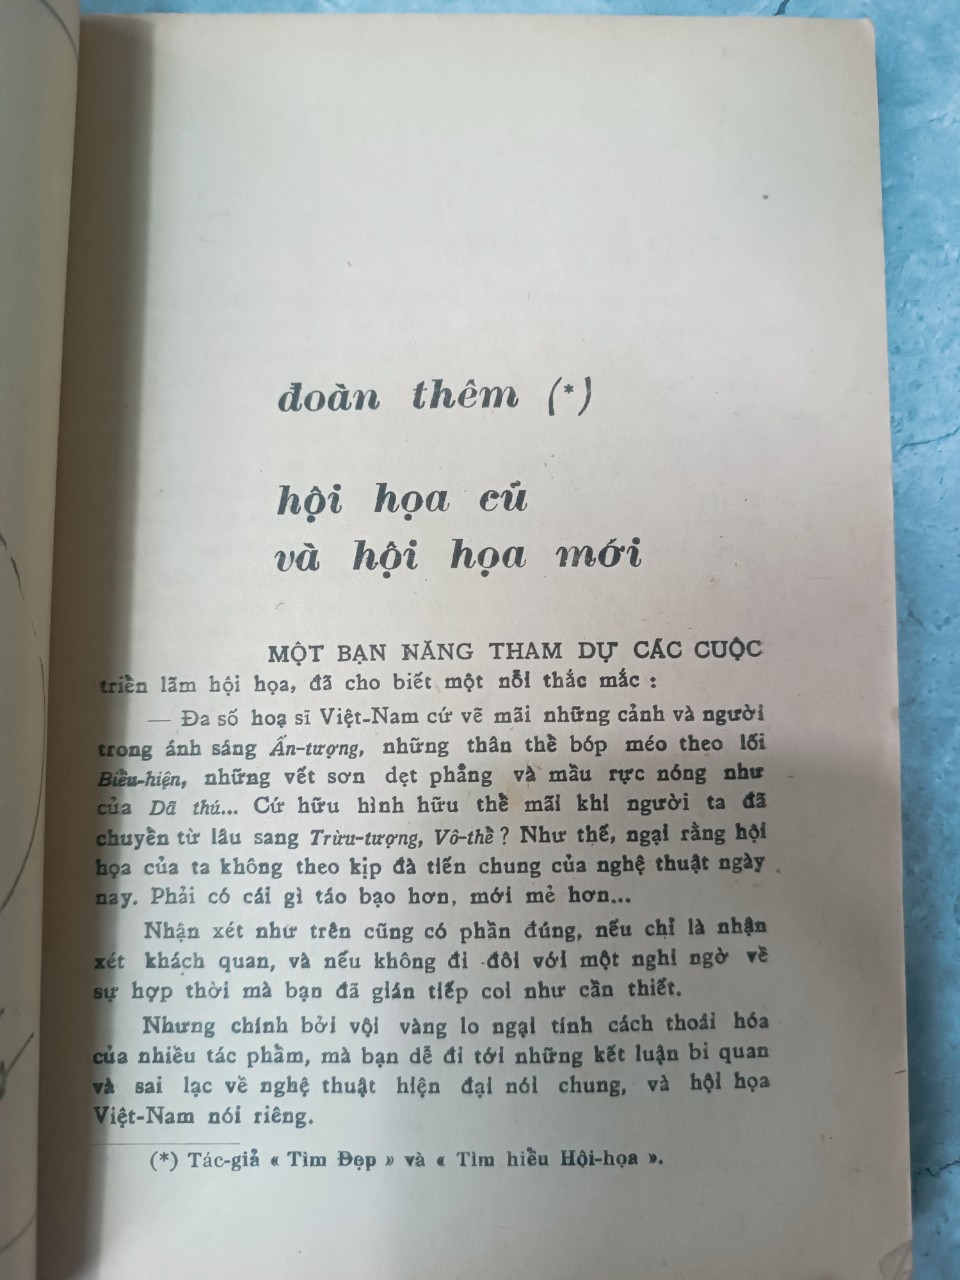 đoàn thêm (*)
hội họa cũ
và hội họa mới
MỘT BẠN NĂNG THAM DỰ CÁC CUỘC
triển lãm hội họa, đã cho biết một nỗi thắc mắc :
— Đa số hoạ sĩ Việt-Nam cứ vẽ mãi những cảnh và người
trong ánh sáng Ấn-tượng, những thân thể bóp méo theo lối
Biểu-hiện, những vết sơn dẹt phẳng và mầu rực nóng như
của Dã thú... Cứ hữu hình hữu thể mãi khi người ta đã
chuyển từ lâu sang Trừu-tượng, Vô-thể ? Như thế, ngại rằng hội
họa của ta không theo kịp đà tiến chung của nghệ thuật ngày
nay. Phải có cái gì táo bạo hơn, mới mẻ hơn...
Nhận xét như trên cũng có phần đúng, nếu chỉ là nhận
xét khách quan, và nếu không đi đôi với một nghi ngờ về
sự hợp thời mà bạn đã gián tiếp coi như cần thiết.
Nhưng chính bởi vội vàng lo ngại tính cách thoái hóa
của nhiều tác phẩm, mà bạn dễ đi tới những kết luận bi quan
và sai lạc về nghệ thuật hiện đại nói chung, và hội họa
Việt-Nam nói riêng.
(*) Tác-giả « Tìm Đẹp » và « Tìm hiểu Hội-họa ».